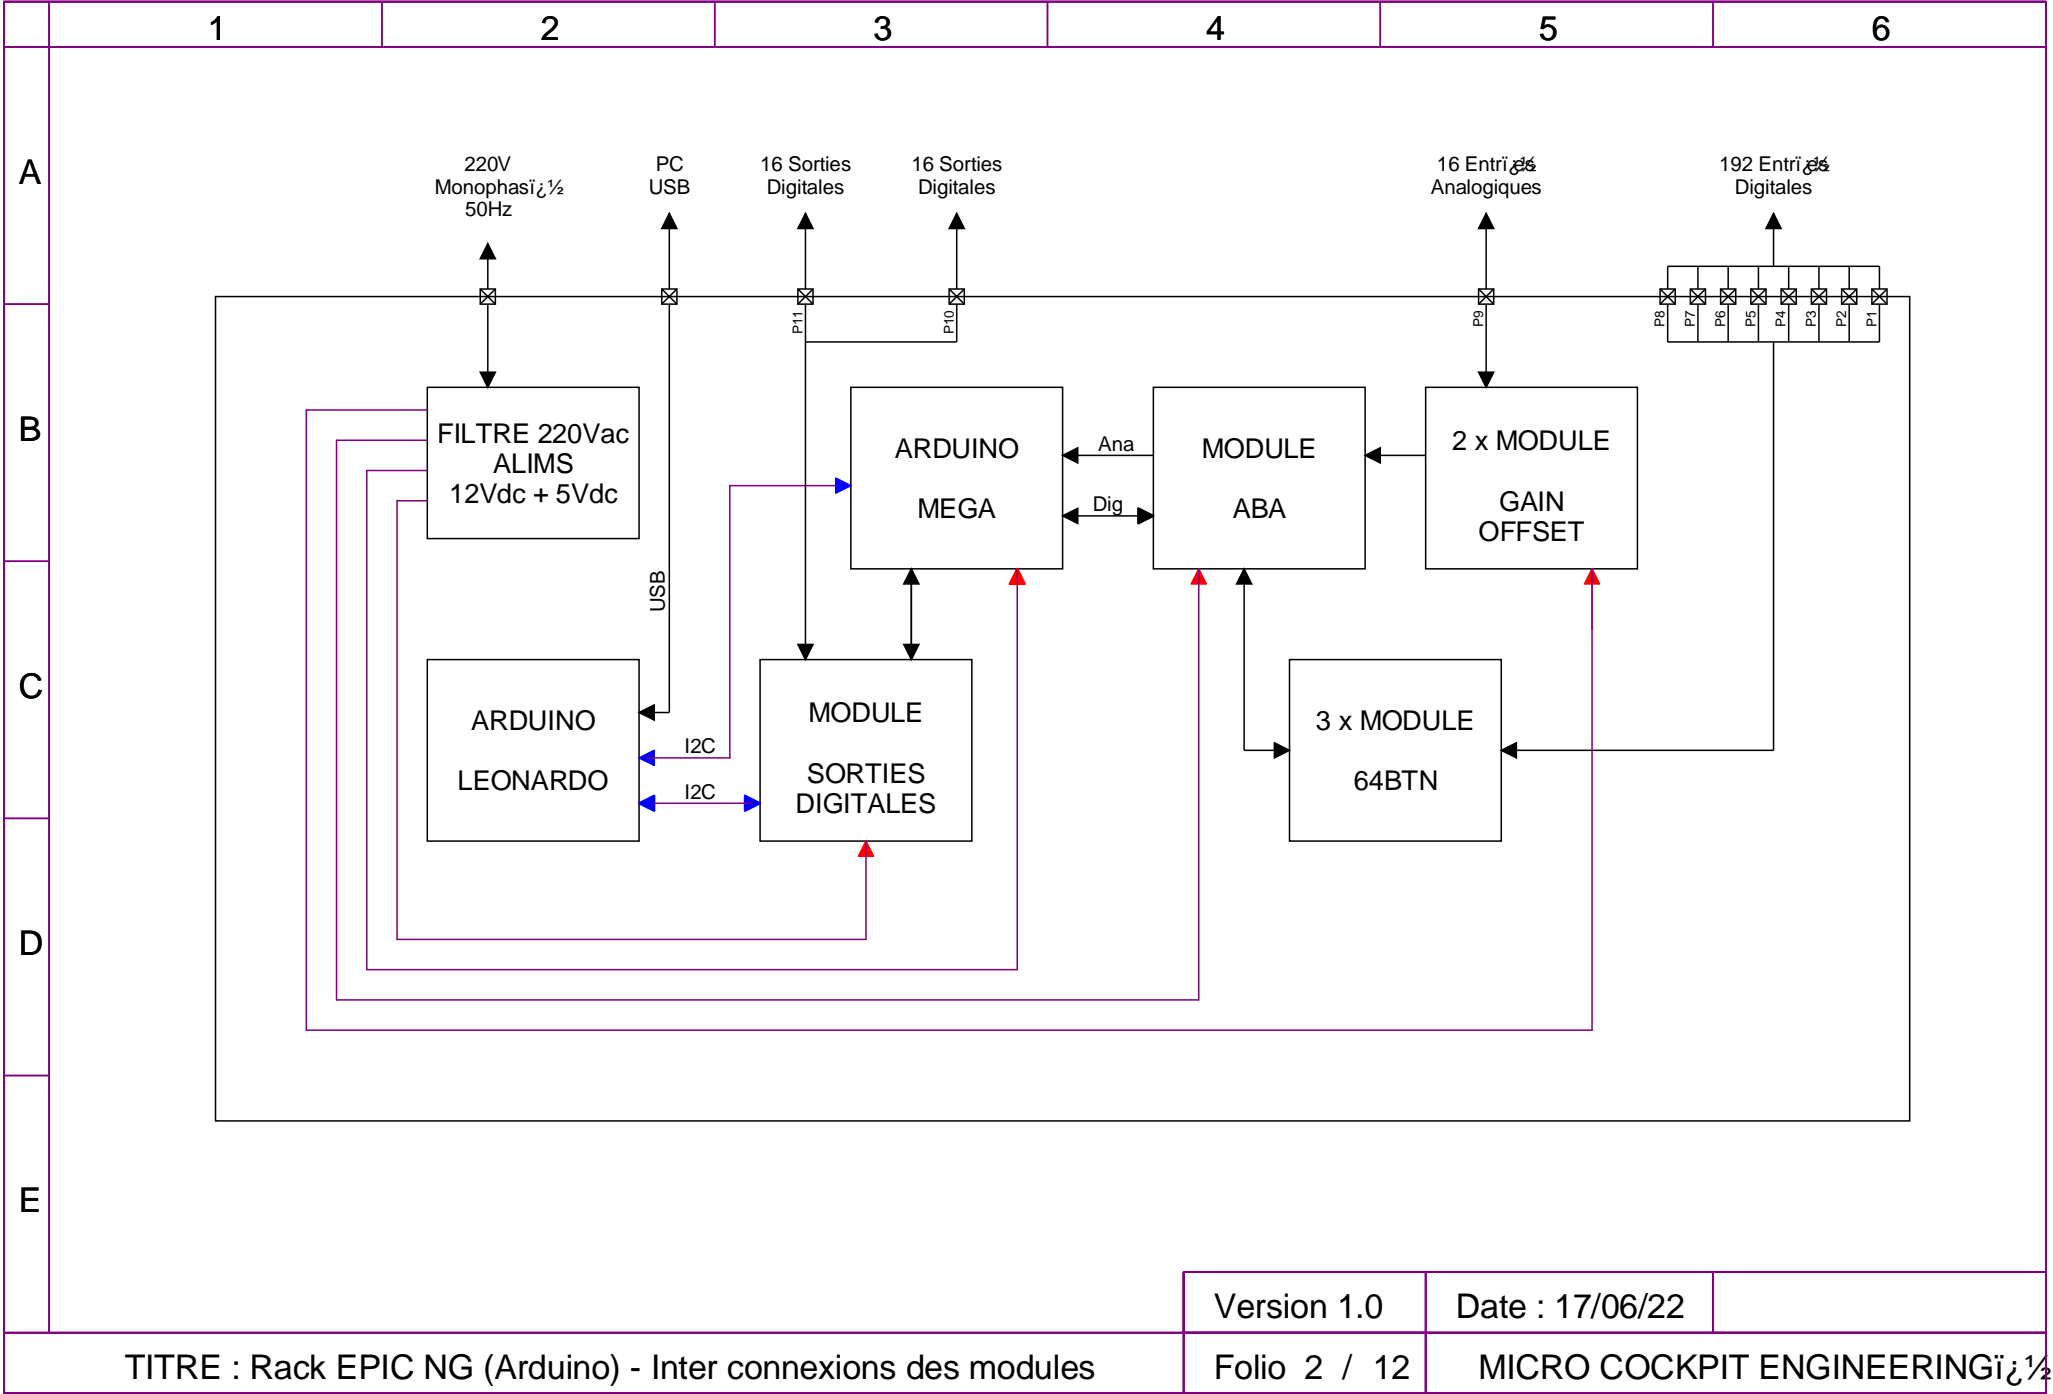 1 2 3 4 5 6
A
B
C
D
E
220V
Monophasï¿½
50Hz
PC
USB
16 Sorties
Digitales
16 Sorties
Digitales
16 Entrï¿½es
Analogiques
192 Entrï¿½es
Digitales
P11
P10
P9
P8
P7
P6
P5
P4
P3
P2
P1
FILTRE 220Vac
ALIMS
12Vdc + 5Vdc
ARDUINO
MEGA
Ana
Dig
MODULE
ABA
2 x MODULE
GAIN
OFFSET
USB
ARDUINO
LEONARDO
I2C
I2C
MODULE
SORTIES
DIGITALES
3 x MODULE
64BTN
Version 1.0
Date : 17/06/22
TITRE : Rack EPIC NG (Arduino) - Inter connexions des modules
Folio 2 / 12
MICRO COCKPIT ENGINEERINGï¿½